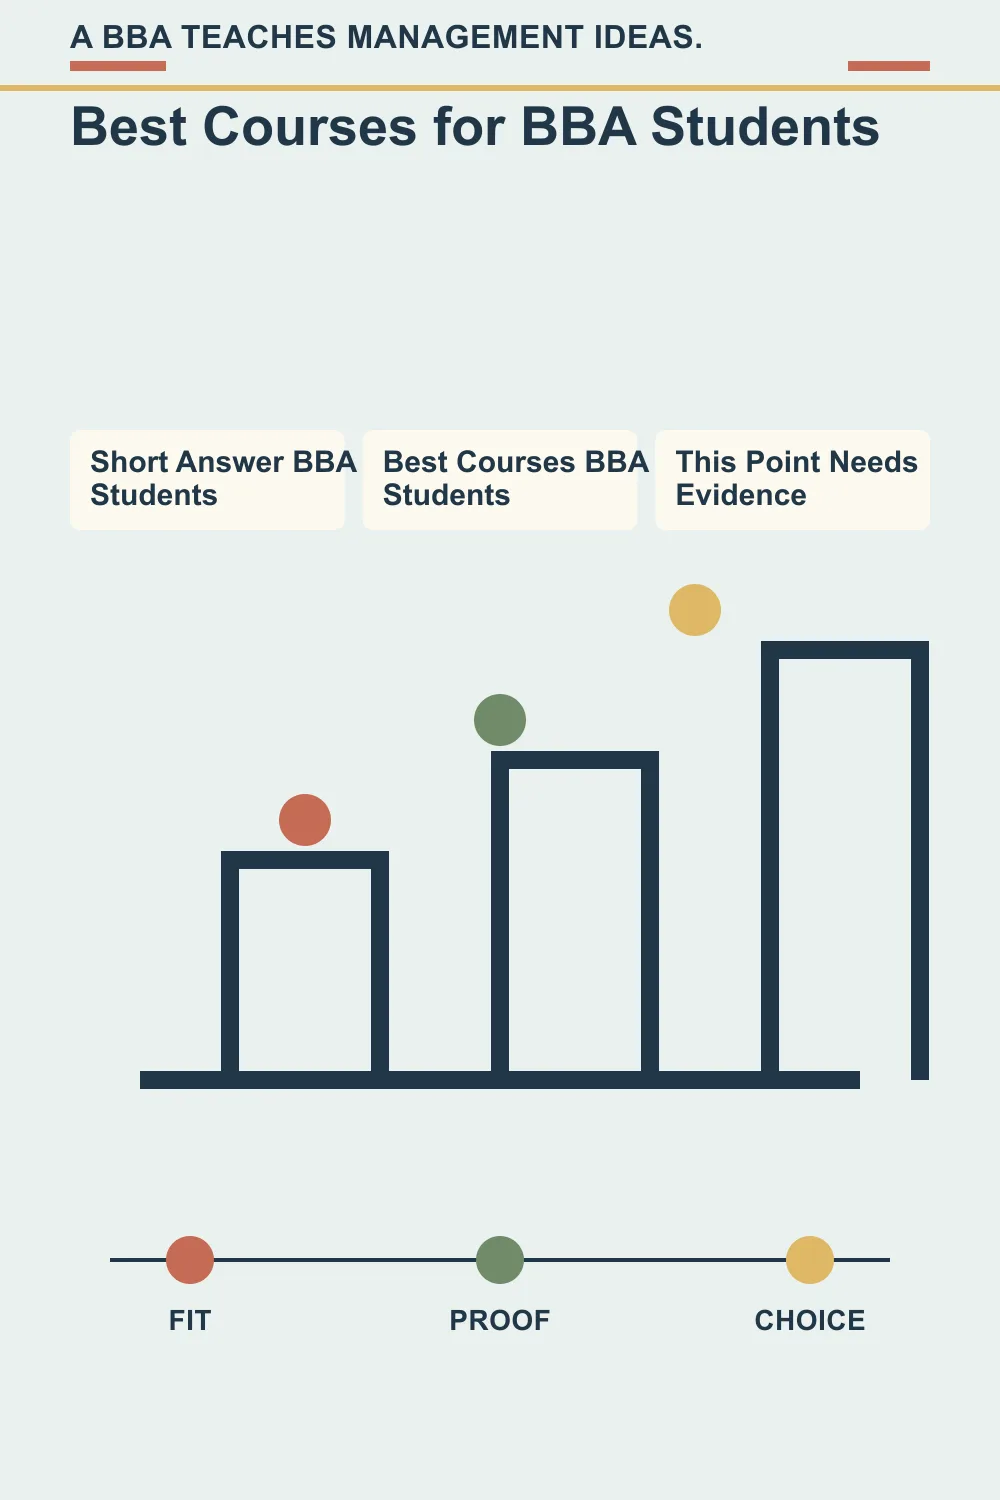 A BBA TEACHES MANAGEMENT IDEAS.
Best Courses for BBA Students
Short Answer BBA
Students
Best Courses BBA
Students
This Point Needs
Evidence
FIT
PROOF
CHOICE